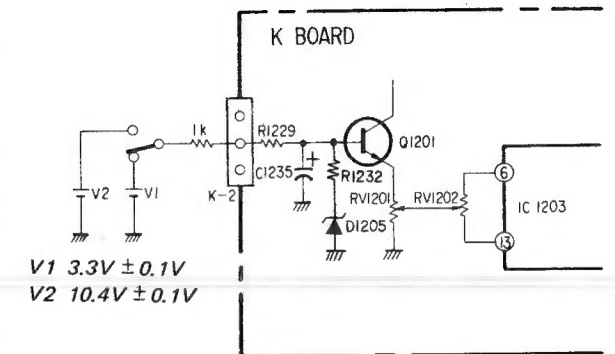 K BOARD
1k
R1229
Q1201
C1235
+
R1232
K-2
RV1201
RV1202
6
IC 1203
V2
V1
D1205
13
V1 3.3V ± 0.1V
V2 10.4V ± 0.1V